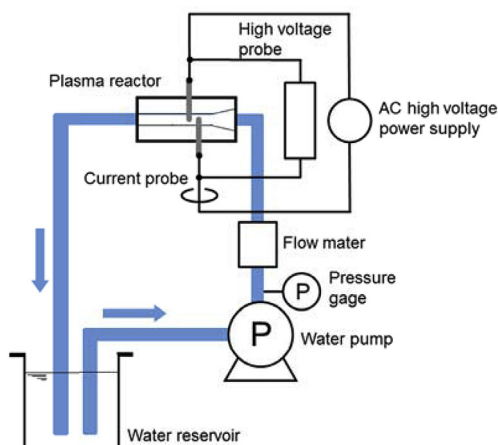 High voltage
probe
Plasma reactor
AC high voltage
power supply
Current probe
Flow mater
P
Pressure
gage
P
Water pump
Water reservoir